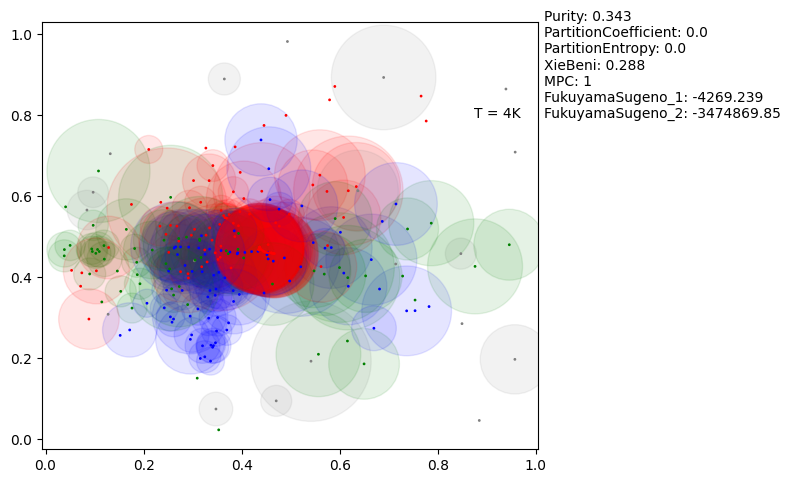 Purity: 0.343
PartitionCoefficient: 0.0
PartitionEntropy: 0.0
XieBeni: 0.288
MPC: 1
FukuyamaSugeno_1: -4269.239
FukuyamaSugeno_2: -3474869.85
T = 4K
1.0
0.8
0.6
0.4
0.2
0.0
0.0 0.2 0.4 0.6 0.8 1.0